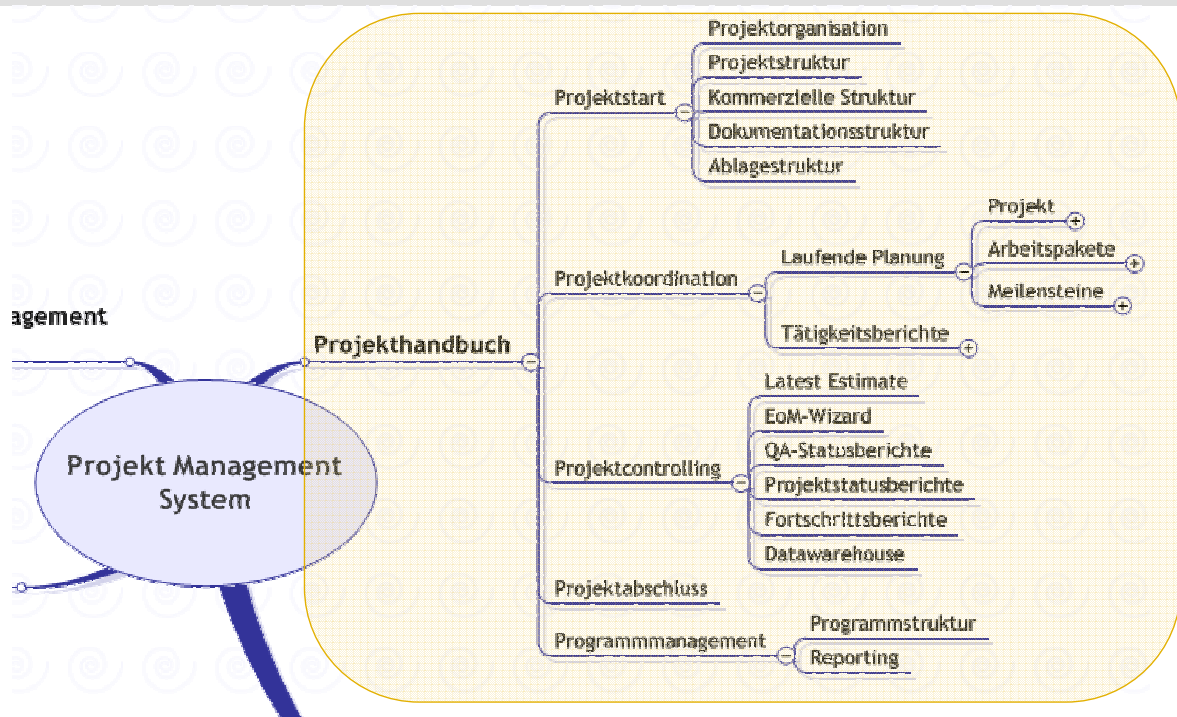 Projektorganisation
Projektstruktur
Projektstart
Kommerzielle Struktur
Dokumentationsstruktur
Ablagestruktur
Projekt
Laufende Planung
Arbeitspakete
Projektkoordination
Meilensteine
agement
Projekthandbuch
Tätigkeitsberichte
Latest Estimate
EoM-Wizard
QA-Statusberichte
Projekt Management
System
Projektcontrolling
Projektstatusberichte
Fortschrittsberichte
Datawarehouse
Projektabschluss
Programmmanagement
Programmstruktur
Reporting